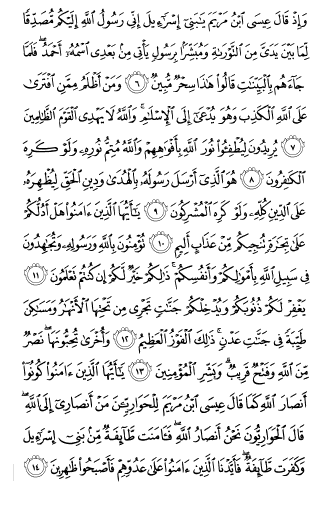 وَإِذْ قَالَ عِيسَى ٱبْنُ مَرْيَمَ يَٰبَنِىٓ إِسْرَٰٓءِيلَ إِنِّى رَسُولُ ٱللَّهِ إِلَيْكُم مُّصَدِّقًا
لِّمَا بَيْنَ يَدَىَّ مِنَ ٱلتَّوْرَىٰةِ وَمُبَشِّرًۢا بِرَسُولٍ يَأْتِى مِنۢ بَعْدِى ٱسْمُهُۥٓ أَحْمَدُ ۖ فَلَمَّا
جَآءَهُم بِٱلْبَيِّنَٰتِ قَالُوا۟ هَٰذَا سِحْرٌ مُّبِينٌ ٦ وَمَنْ أَظْلَمُ مِمَّنِ ٱفْتَرَىٰ
عَلَى ٱللَّهِ ٱلْكَذِبَ وَهُوَ يُدْعَىٰٓ إِلَى ٱلْإِسْلَٰمِ ۚ وَٱللَّهُ لَا يَهْدِى ٱلْقَوْمَ ٱلظَّٰلِمِينَ
٧ يُرِيدُونَ لِيُطْفِـُٔوا۟ نُورَ ٱللَّهِ بِأَفْوَٰهِهِمْ وَٱللَّهُ مُتِمُّ نُورِهِۦ وَلَوْ كَرِهَ
ٱلْكَٰفِرُونَ ٨ هُوَ ٱلَّذِىٓ أَرْسَلَ رَسُولَهُۥ بِٱلْهُدَىٰ وَدِينِ ٱلْحَقِّ لِيُظْهِرَهُۥ
عَلَى ٱلدِّينِ كُلِّهِۦ وَلَوْ كَرِهَ ٱلْمُشْرِكُونَ ٩ يَٰٓأَيُّهَا ٱلَّذِينَ ءَامَنُوا۟ هَلْ أَدُلُّكُمْ
عَلَىٰ تِجَٰرَةٍ تُنجِيكُم مِّنْ عَذَابٍ أَلِيمٍ ١٠ تُؤْمِنُونَ بِٱللَّهِ وَرَسُولِهِۦ وَتُجَٰهِدُونَ
فِى سَبِيلِ ٱللَّهِ بِأَمْوَٰلِكُمْ وَأَنفُسِكُمْ ۚ ذَٰلِكُمْ خَيْرٌ لَّكُمْ إِن كُنتُمْ تَعْلَمُونَ ١١
يَغْفِرْ لَكُمْ ذُنُوبَكُمْ وَيُدْخِلْكُمْ جَنَّٰتٍ تَجْرِى مِن تَحْتِهَا ٱلْأَنْهَٰرُ وَمَسَٰكِنَ
طَيِّبَةً فِى جَنَّٰتِ عَدْنٍ ۚ ذَٰلِكَ ٱلْفَوْزُ ٱلْعَظِيمُ ١٢ وَأُخْرَىٰ تُحِبُّونَهَا ۖ نَصْرٌ
مِّنَ ٱللَّهِ وَفَتْحٌ قَرِيبٌ ۗ وَبَشِّرِ ٱلْمُؤْمِنِينَ ١٣ يَٰٓأَيُّهَا ٱلَّذِينَ ءَامَنُوا۟ كُونُوٓا۟
أَنصَارَ ٱللَّهِ كَمَا قَالَ عِيسَى ٱبْنُ مَرْيَمَ لِلْحَوَارِيِّـۧنَ مَنْ أَنصَارِىٓ إِلَى ٱللَّهِ ۖ
قَالَ ٱلْحَوَارِيُّونَ نَحْنُ أَنصَارُ ٱللَّهِ ۖ فَـَٔامَنَت طَّآئِفَةٌ مِّنۢ بَنِىٓ إِسْرَٰٓءِيلَ
وَكَفَرَت طَّآئِفَةٌ ۖ فَأَيَّدْنَا ٱلَّذِينَ ءَامَنُوا۟ عَلَىٰ عَدُوِّهِمْ فَأَصْبَحُوا۟ ظَٰهِرِينَ ١٤